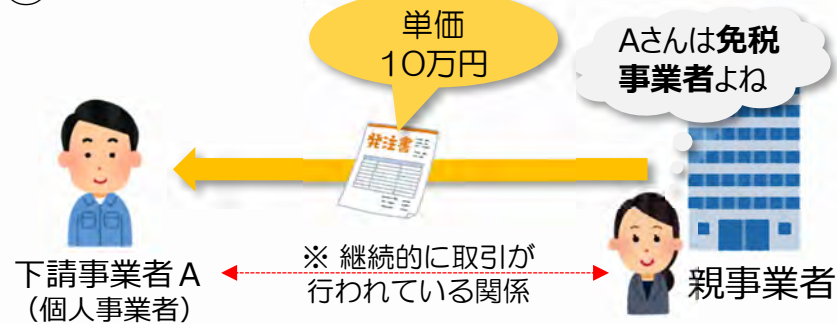 単価
10万円
Aさんは免税
事業者よね
発注書
※ 継続的に取引が
行われている関係
下請事業者A
（個人事業者）
親事業者